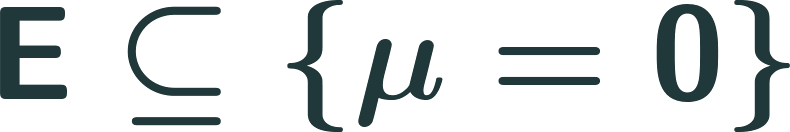 E ⊆ {μ = 0}